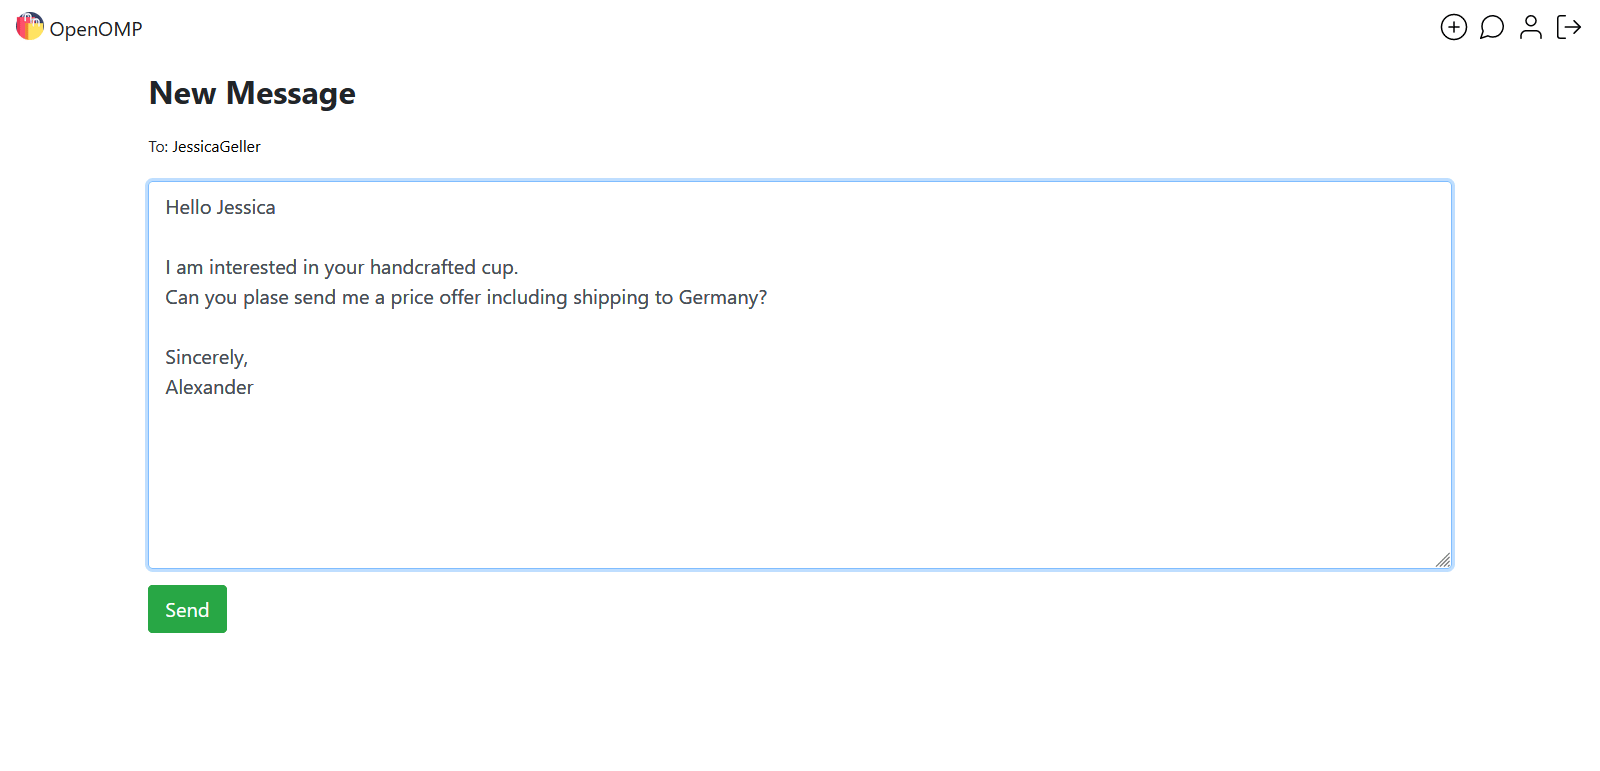 OpenOMP
New Message
To: JessicaGeller
Hello Jessica
I am interested in your handcrafted cup.
Can you plase send me a price offer including shipping to Germany?
Sincerely,
Alexander
Send